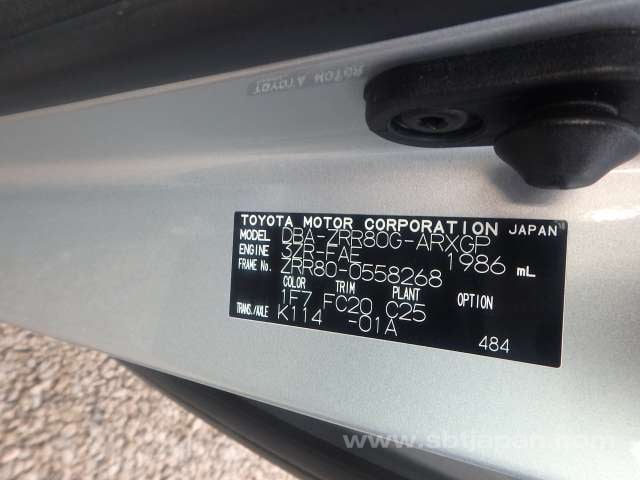 TOYOTA MOTOR CORPORATION JAPAN
MODEL DBA-ZRR80G-ARXGP
ENGINE 3ZR-FAE 1986 mL
FRAME No. ZRR80-0558268
COLOR TRIM PLANT OPTION
1F7 FC20 C25
TRANS./AXLE K114 -01A
484
www.sbtjapan.com